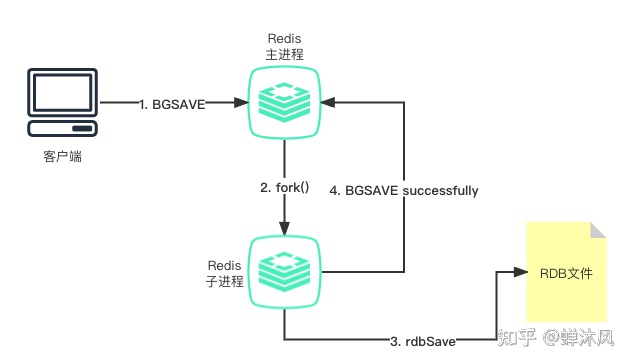 Redis
主进程
1. BGSAVE
客户端
2. fork()
4. BGSAVE successfully
Redis
子进程
RDB文件
3. rdbSave
知乎 @蝉沐风